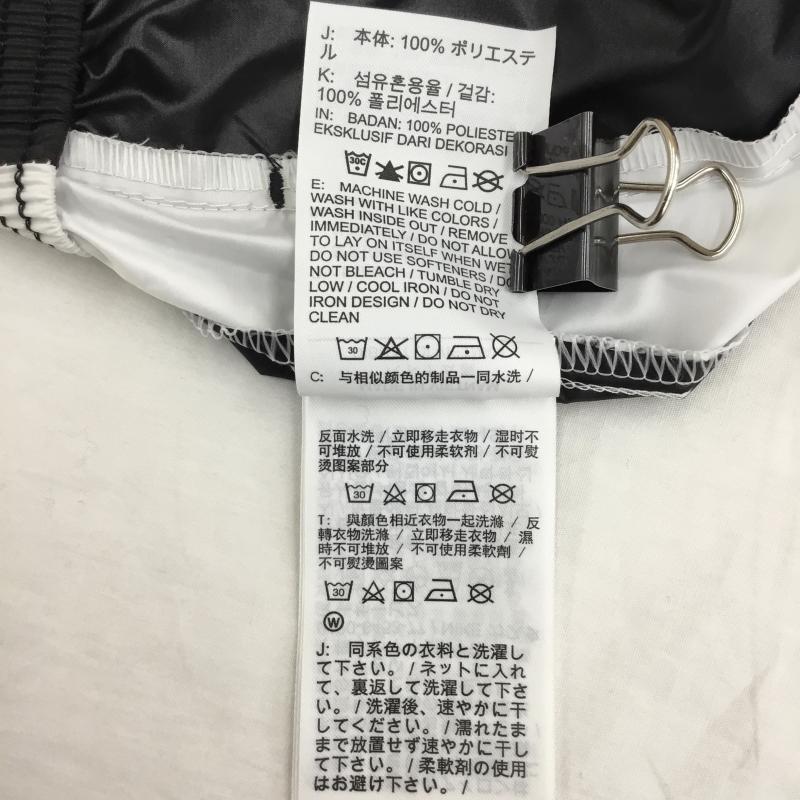 J: 本体: 100% ポリエステ
ル
K: 섬유혼용율 / 겉감:
100% 폴리에스터
IN: BADAN: 100% POLIESTE
EKSKLUSIF DARI DEKORASI
30C
E: MACHINE WASH COLD /
WASH WITH LIKE COLORS /
WASH INSIDE OUT / REMOVE
IMMEDIATELY / DO NOT ALLOW
TO LAY ON ITSELF WHEN WET
DO NOT USE SOFTENERS / DO
NOT BLEACH / TUMBLE DRY
LOW / COOL IRON / DO NOT
IRON DESIGN / DO NOT DRY
CLEAN
30
C: 与相似颜色的制品一同水洗 /
反面水洗 / 立即移走衣物 / 湿时不
可堆放 / 不可使用柔软剂 / 不可熨
烫图案部分
30
T: 與顏色相近衣物一起洗滌 / 反
轉衣物洗滌 / 立即移走衣物 / 濕
時不可堆放 / 不可使用柔軟劑 /
不可熨燙圖案
30
W
J: 同系色の衣料と洗濯し
て下さい。/ ネットに入れ
て、裏返して洗濯して下さ
い。/ 洗濯後、速やかに干
してください。/ 濡れたま
まで放置せず速やかに干し
て下さい。/ 柔軟剤の使用
はお避け下さい。/